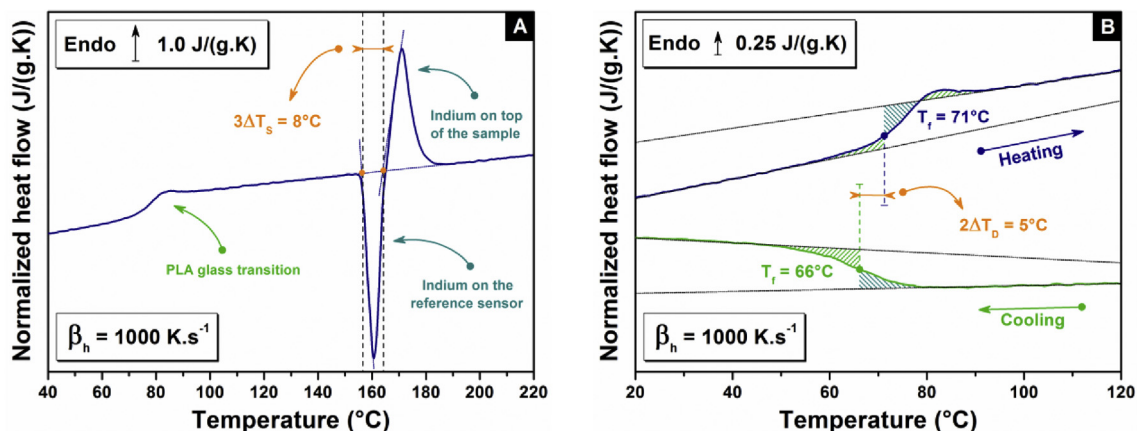 A
Endo 1.0 J/(g.K)
3ΔT_S = 8°C
Indium on top
of the sample
PLA glass transition
Indium on the
reference sensor
β_h = 1000 K.s⁻¹
Normalized heat flow (J/(g.K))
40 60 80 100 120 140 160 180 200 220
Temperature (°C)
B
Endo 0.25 J/(g.K)
T_f = 71°C
Heating
2ΔT_D = 5°C
T_f = 66°C
Cooling
β_h = 1000 K.s⁻¹
Normalized heat flow (J/(g.K))
20 40 60 80 100 120
Temperature (°C)